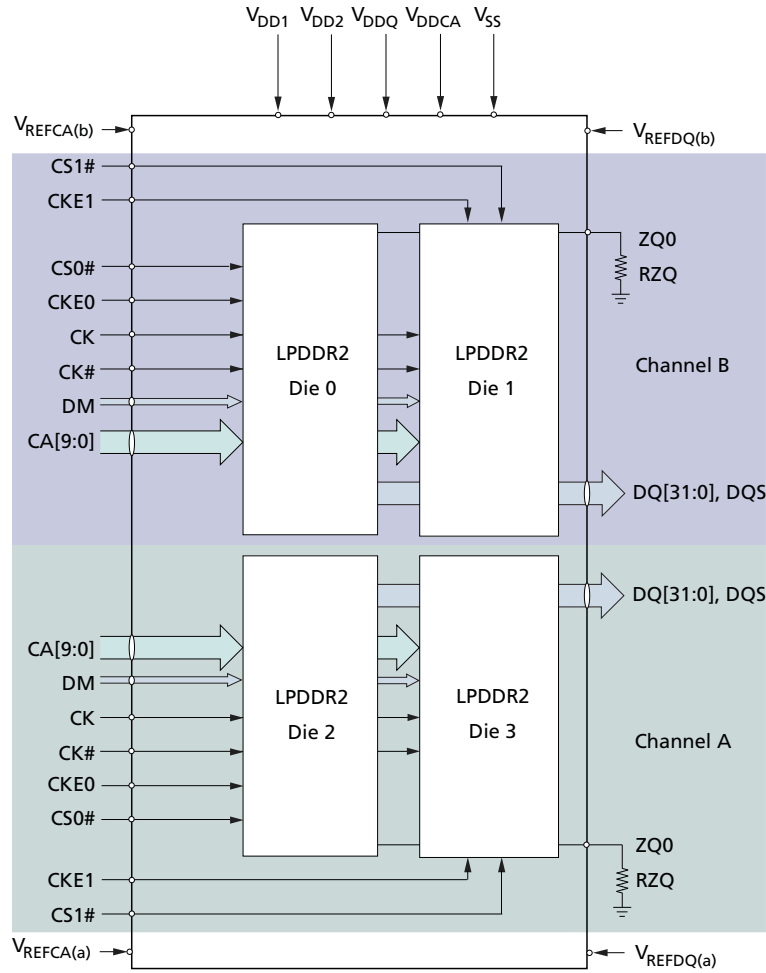 VDD1 VDD2 VDDQ VDDCA VSS
VREFCA(b)
VREFDQ(b)
CS1#
CKE1
ZQ0
CS0#
RZQ
CKE0
CK
LPDDR2
Die 0
LPDDR2
Die 1
Channel B
CK#
DM
CA[9:0]
DQ[31:0], DQS
DQ[31:0], DQS
CA[9:0]
DM
LPDDR2
Die 2
LPDDR2
Die 3
CK
Channel A
CK#
CKE0
CS0#
ZQ0
CKE1
RZQ
CS1#
VREFCA(a)
VREFDQ(a)